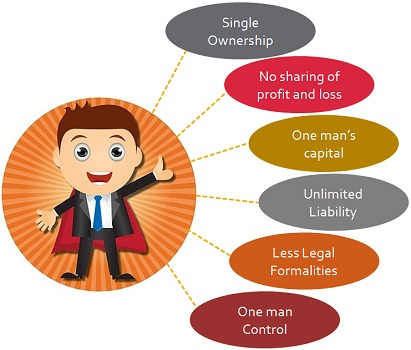 Single
Ownership
No sharing of
profit and loss
One man's
capital
Unlimited
Liability
Less Legal
Formalities
One man
Control